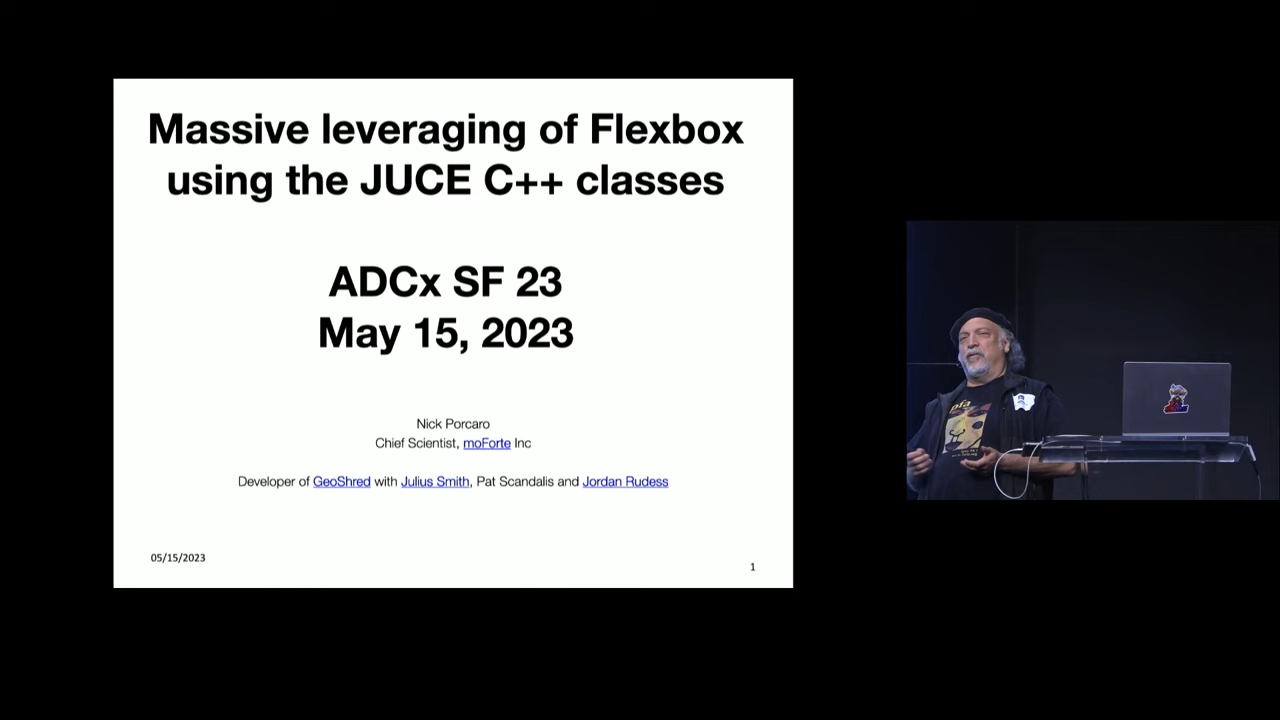 Massive leveraging of Flexbox
using the JUCE C++ classes
ADCx SF 23
May 15, 2023
Nick Porcaro
Chief Scientist, moForte Inc
Developer of GeoShred with Julius Smith, Pat Scandalis and Jordan Rudess
05/15/2023
1